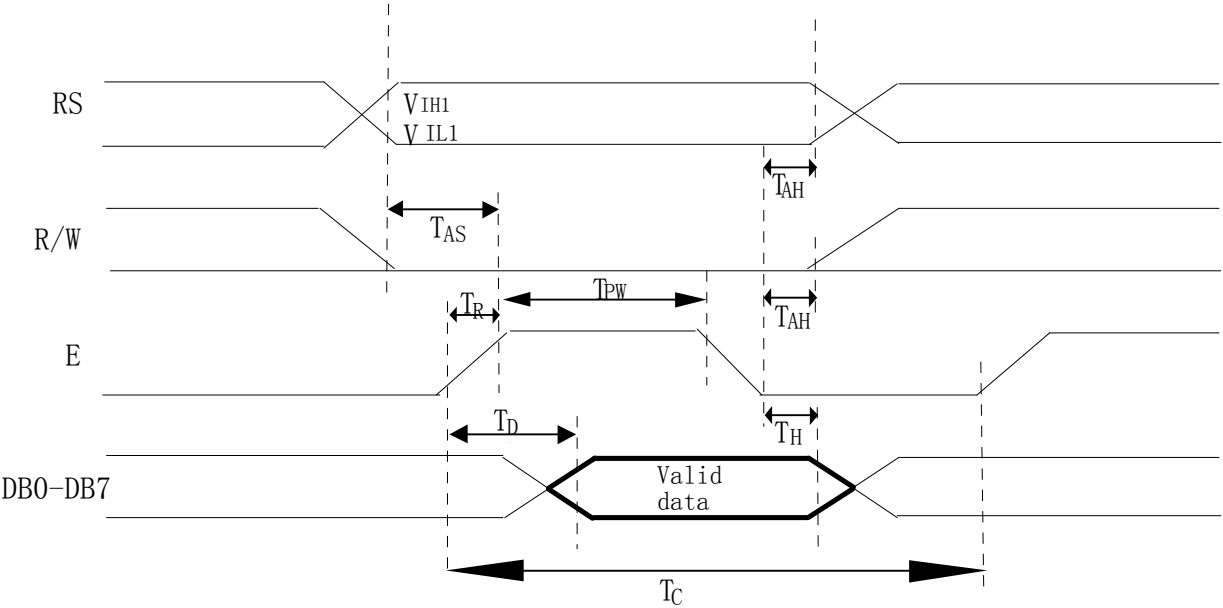 RS
VIH1
VIL1
TAH
TAS
R/W
TPW
TR
TAH
E
TD
TH
DB0-DB7
Valid
data
TC